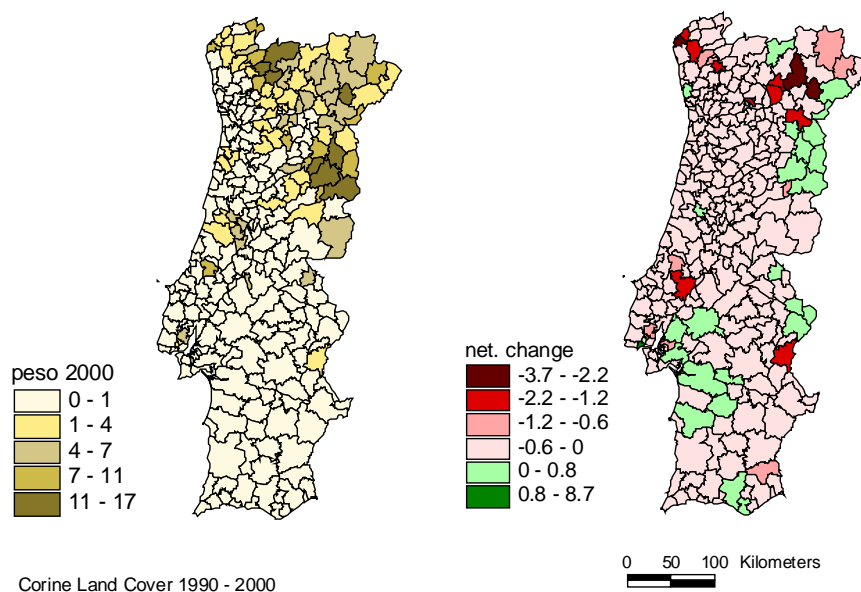 peso 2000
0 - 1
1 - 4
4 - 7
7 - 11
11 - 17
net. change
-3.7 - -2.2
-2.2 - -1.2
-1.2 - -0.6
-0.6 - 0
0 - 0.8
0.8 - 8.7
0 50 100 Kilometers
Corine Land Cover 1990 - 2000